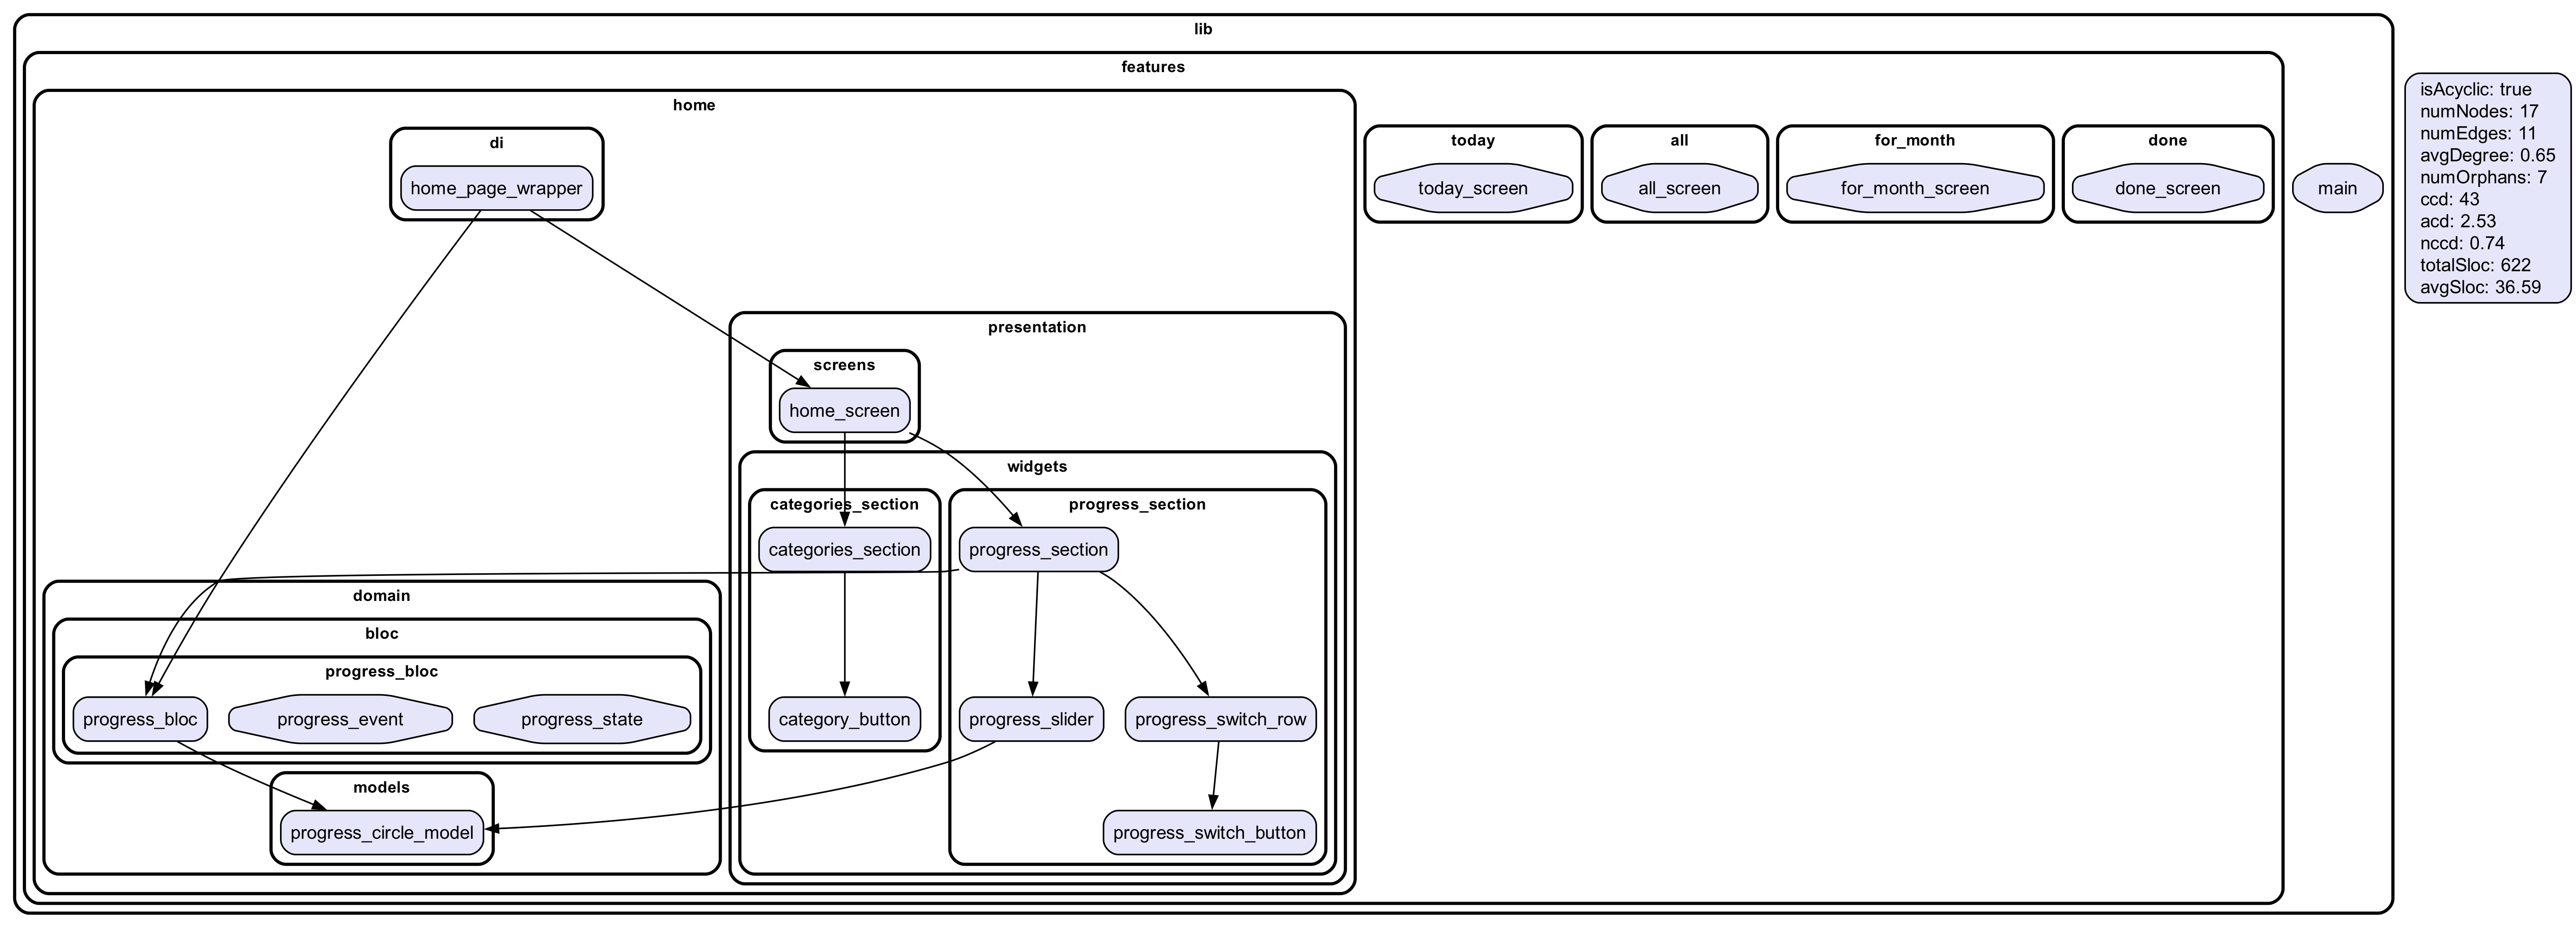 lib
features
home
di
home_page_wrapper
today
today_screen
all
all_screen
for_month
for_month_screen
done
done_screen
main
isAcyclic: true
numNodes: 17
numEdges: 11
avgDegree: 0.65
numOrphans: 7
ccd: 43
acd: 2.53
nccd: 0.74
totalSloc: 622
avgSloc: 36.59
presentation
screens
home_screen
widgets
categories_section
categories_section
category_button
progress_section
progress_section
progress_slider
progress_switch_row
progress_switch_button
domain
bloc
progress_bloc
progress_bloc
progress_event
progress_state
models
progress_circle_model